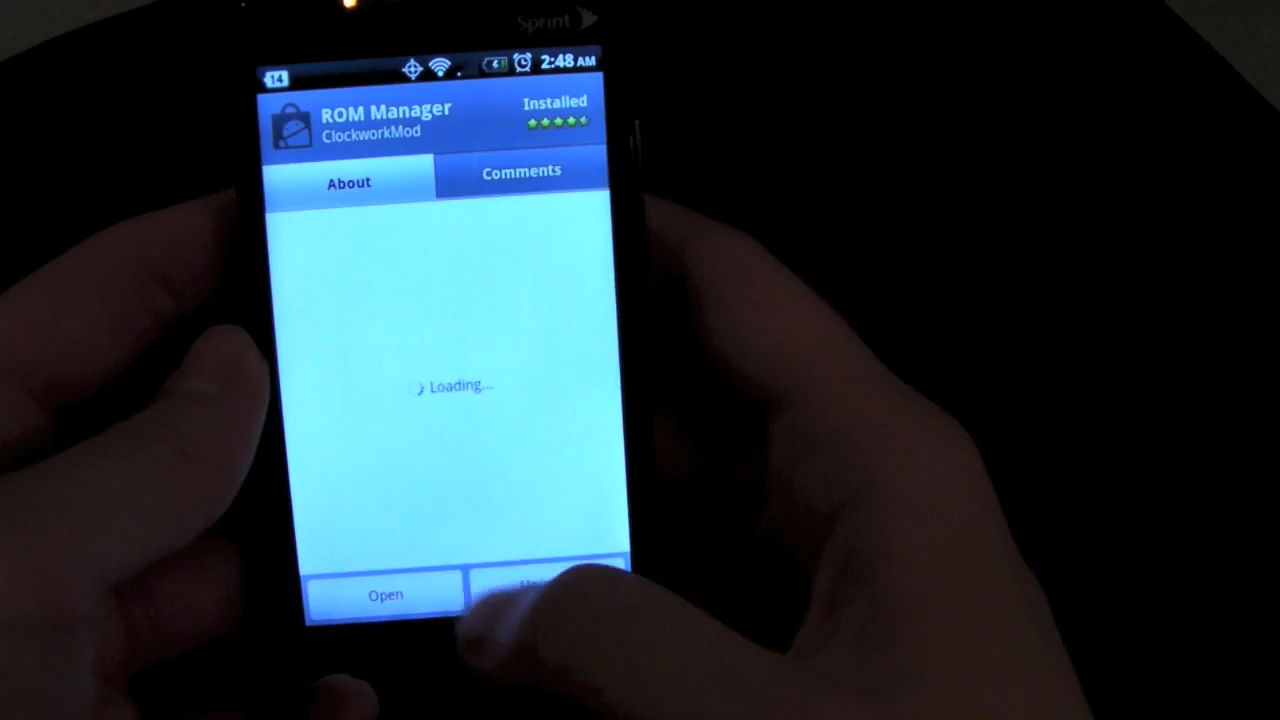 Sprint
14
2:48 AM
ROM Manager
Installed
ClockworkMod
About
Comments
Loading...
Open